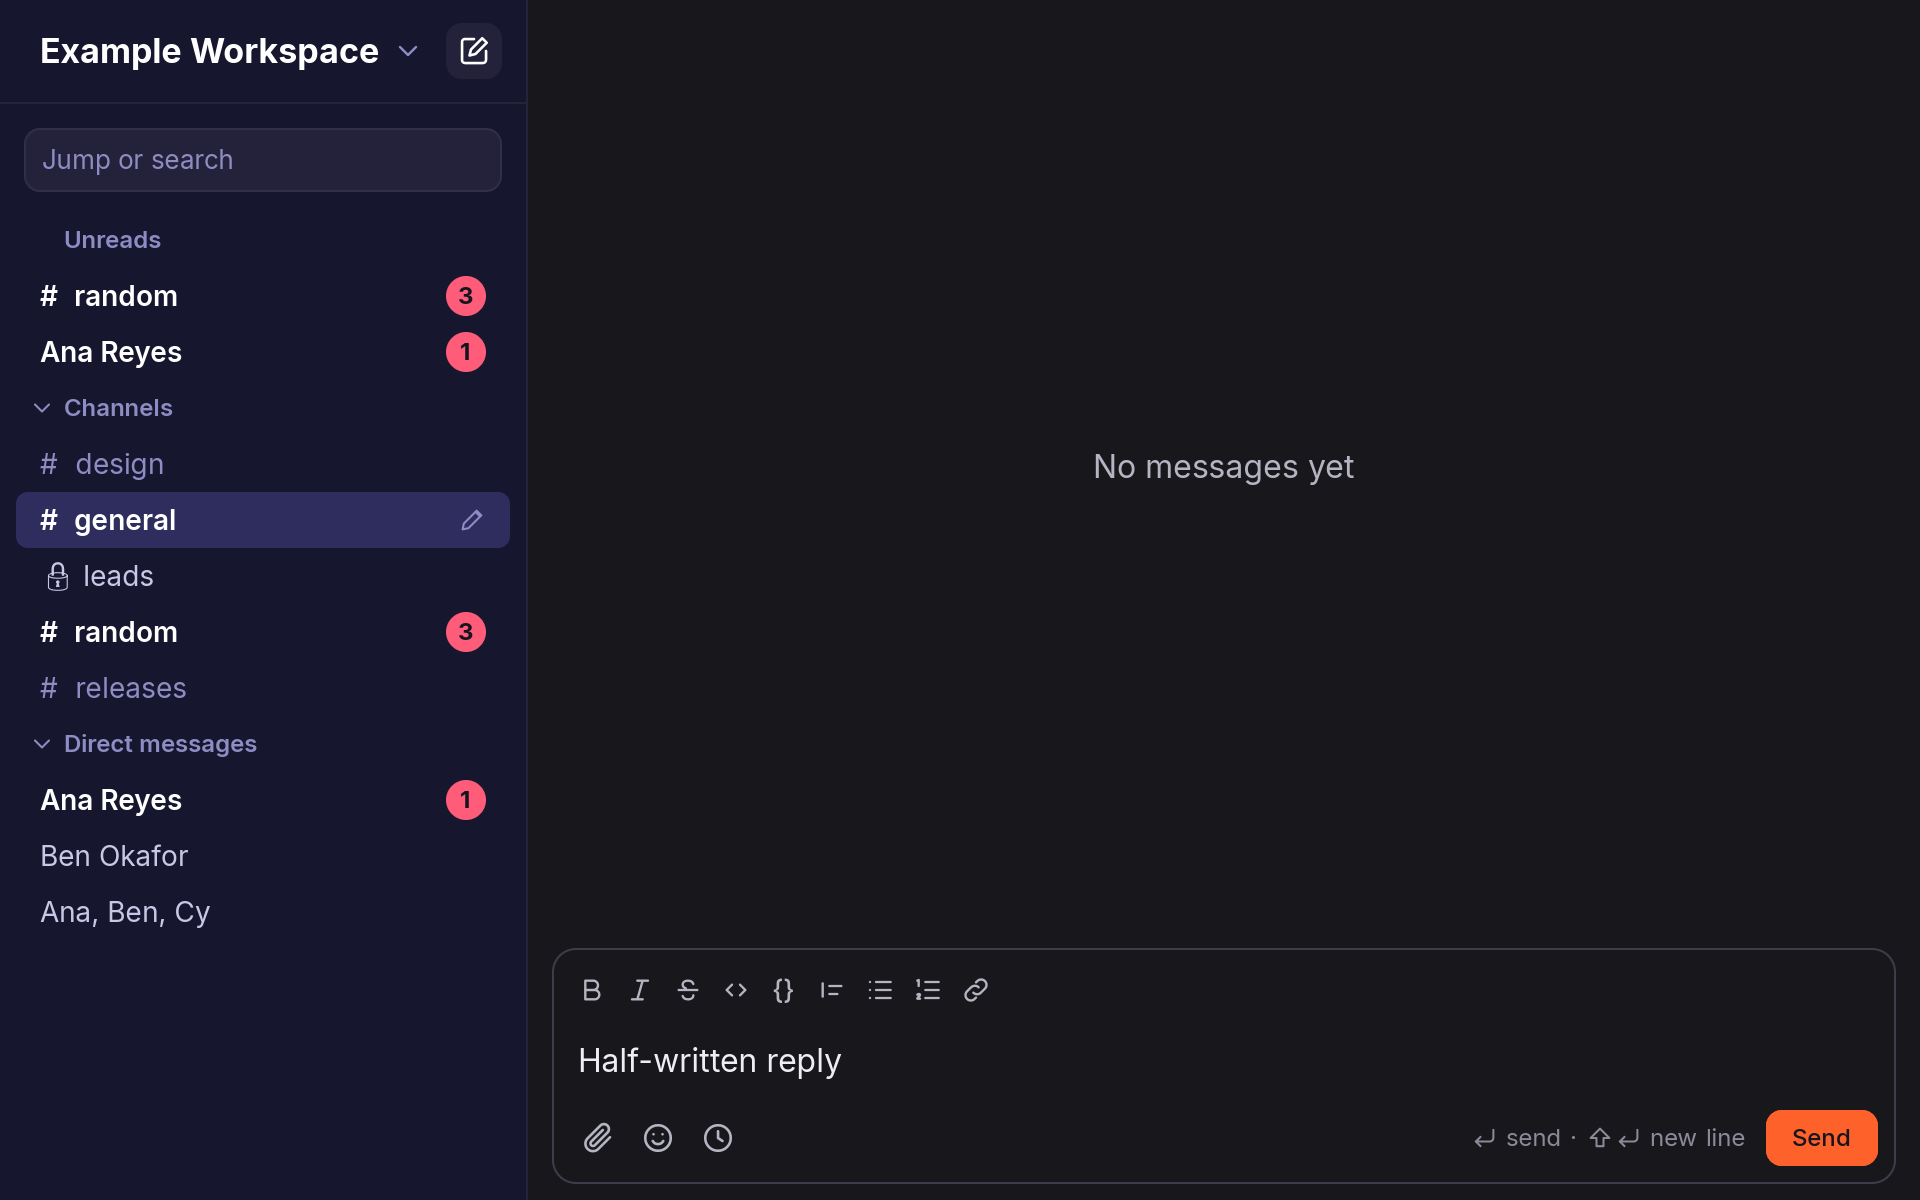 Example Workspace
Jump or search
Unreads
# random 3
Ana Reyes 1
Channels
# design
# general
leads
# random 3
# releases
Direct messages
Ana Reyes 1
Ben Okafor
Ana, Ben, Cy
No messages yet
Half-written reply
send · new line Send